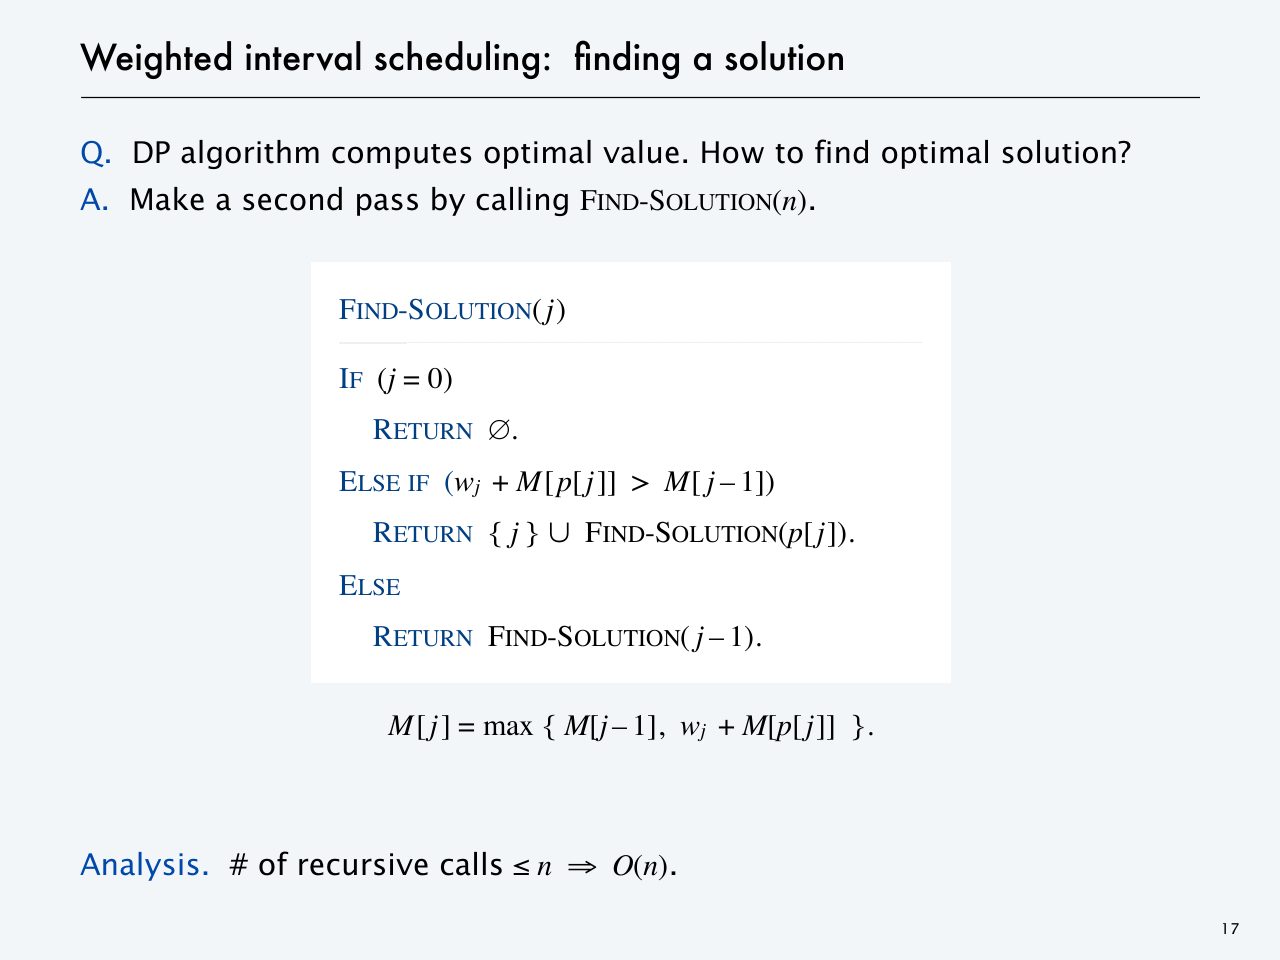 Weighted interval scheduling: finding a solution
Q. DP algorithm computes optimal value. How to find optimal solution?
A. Make a second pass by calling FIND-SOLUTION(n).
FIND-SOLUTION(j)
IF (j = 0)
RETURN ∅.
ELSE IF (wj + M[p[j]] > M[j – 1])
RETURN { j } ∪ FIND-SOLUTION(p[j]).
ELSE
RETURN FIND-SOLUTION(j – 1).
M[j] = max { M[j – 1], wj + M[p[j]] }.
Analysis. # of recursive calls ≤ n ⇒ O(n).
17